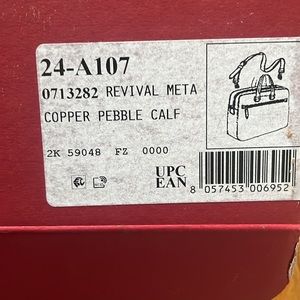 24-A107
0713282 REVIVAL META
COPPER PEBBLE CALF
2K 59048 FZ 0000
UPC
EAN
8 057453 006952